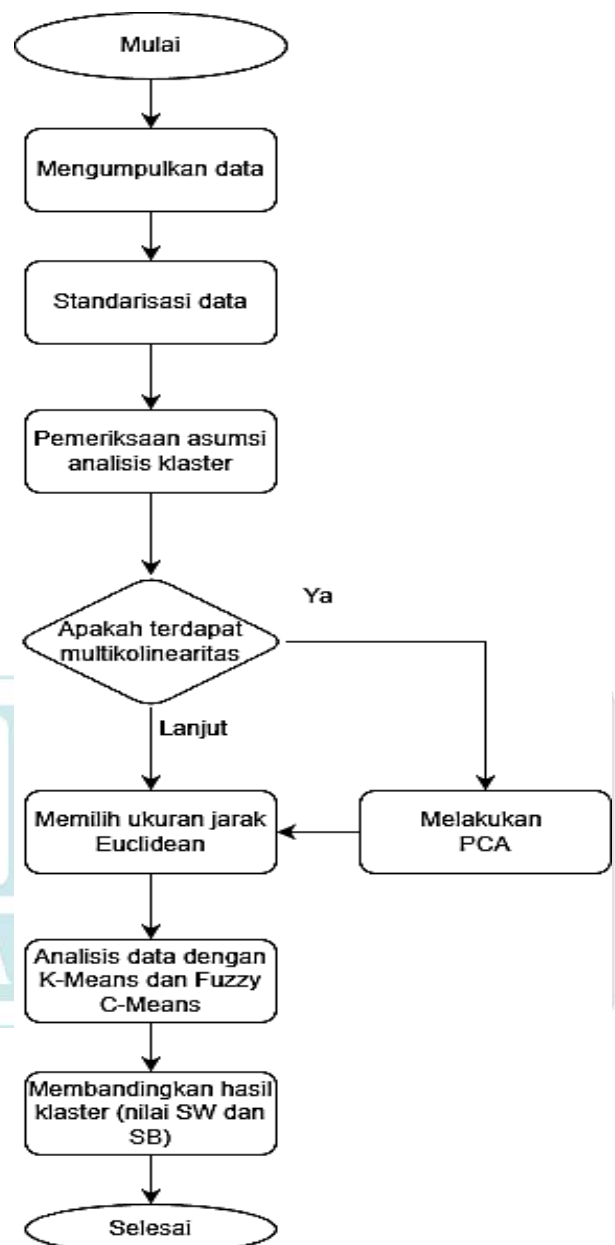 Mulai
Mengumpulkan data
Standarisasi data
Pemeriksaan asumsi
analisis klaster
Apakah terdapat
multikolinearitas
Ya
Lanjut
Memilih ukuran jarak
Euclidean
Melakukan
PCA
Analisis data dengan
K-Means dan Fuzzy
C-Means
Membandingkan hasil
klaster (nilai SW dan
SB)
Selesai